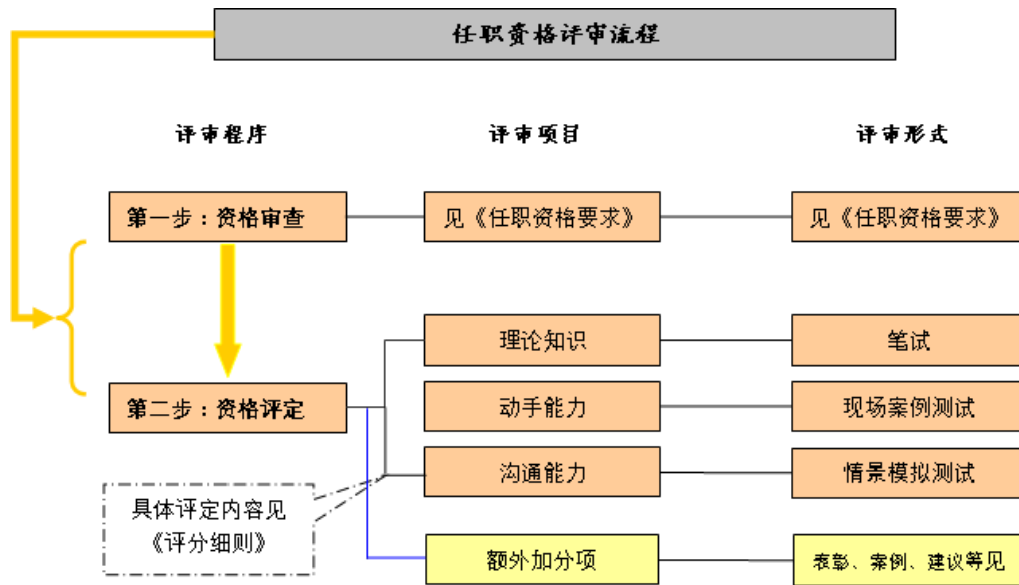 任职资格评审流程
评审程序 评审项目 评审形式
第一步：资格审查 见《任职资格要求》 见《任职资格要求》
理论知识 笔试
第二步：资格评定 动手能力 现场案例测试
沟通能力 情景模拟测试
具体评定内容见
《评分细则》
额外加分项 表彰、案例、建议等见